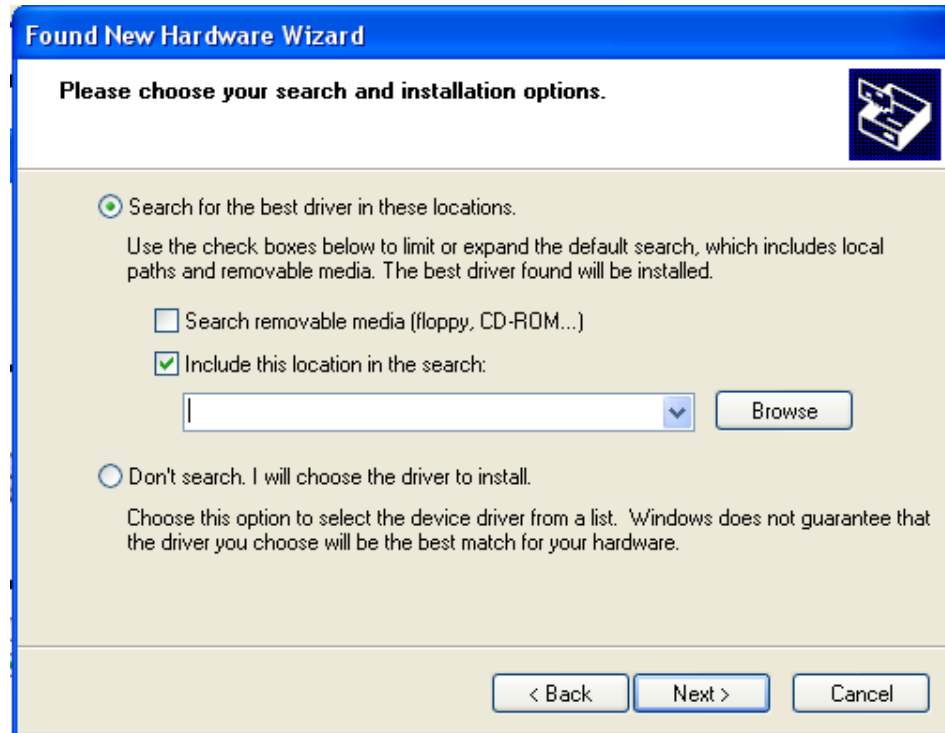 Found New Hardware Wizard
Please choose your search and installation options.
Search for the best driver in these locations.
Use the check boxes below to limit or expand the default search, which includes local
paths and removable media. The best driver found will be installed.
Search removable media (floppy, CD-ROM...)
Include this location in the search:
Browse
Don't search. I will choose the driver to install.
Choose this option to select the device driver from a list.  Windows does not guarantee that
the driver you choose will be the best match for your hardware.
< Back Next > Cancel